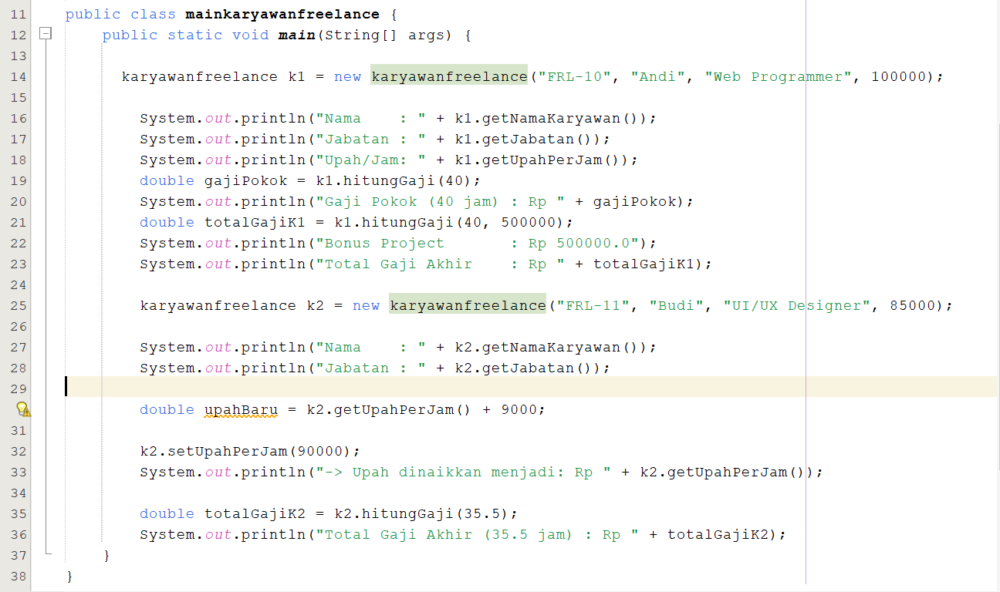 11 public class mainkaryawanfreelance {
12     public static void main(String[] args) {
13
14       karyawanfreelance k1 = new karyawanfreelance("FRL-10", "Andi", "Web Programmer", 100000);
15
16         System.out.println("Nama    : " + k1.getNamaKaryawan());
17         System.out.println("Jabatan : " + k1.getJabatan());
18         System.out.println("Upah/Jam: " + k1.getUpahPerJam());
19         double gajiPokok = k1.hitungGaji(40);
20         System.out.println("Gaji Pokok (40 jam) : Rp " + gajiPokok);
21         double totalGajiK1 = k1.hitungGaji(40, 500000);
22         System.out.println("Bonus Project       : Rp 500000.0");
23         System.out.println("Total Gaji Akhir    : Rp " + totalGajiK1);
24
25         karyawanfreelance k2 = new karyawanfreelance("FRL-11", "Budi", "UI/UX Designer", 85000);
26
27         System.out.println("Nama    : " + k2.getNamaKaryawan());
28         System.out.println("Jabatan : " + k2.getJabatan());
29
        double upahBaru = k2.getUpahPerJam() + 9000;
31
32         k2.setUpahPerJam(90000);
33         System.out.println("-> Upah dinaikkan menjadi: Rp " + k2.getUpahPerJam());
34
35         double totalGajiK2 = k2.hitungGaji(35.5);
36         System.out.println("Total Gaji Akhir (35.5 jam) : Rp " + totalGajiK2);
37     }
38 }